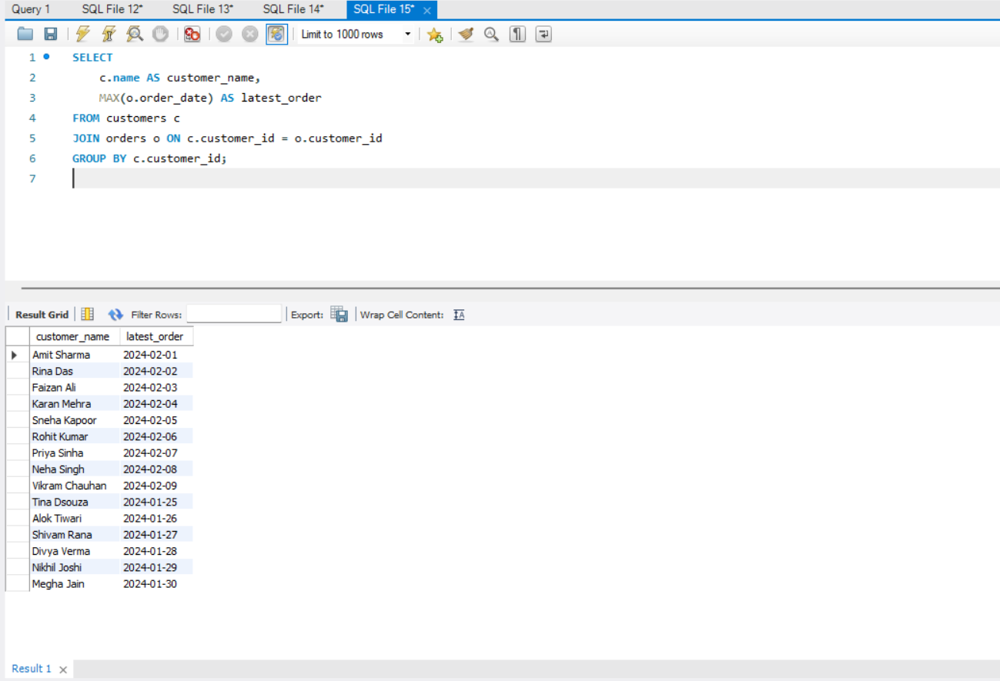 Query 1 SQL File 12* SQL File 13* SQL File 14* SQL File 15*
Limit to 1000 rows
1 SELECT
2 c.name AS customer_name,
3 MAX(o.order_date) AS latest_order
4 FROM customers c
5 JOIN orders o ON c.customer_id = o.customer_id
6 GROUP BY c.customer_id;
7
Result Grid Filter Rows: Export: Wrap Cell Content:
customer_name latest_order
Amit Sharma 2024-02-01
Rina Das 2024-02-02
Faizan Ali 2024-02-03
Karan Mehra 2024-02-04
Sneha Kapoor 2024-02-05
Rohit Kumar 2024-02-06
Priya Sinha 2024-02-07
Neha Singh 2024-02-08
Vikram Chauhan 2024-02-09
Tina Dsouza 2024-01-25
Alok Tiwari 2024-01-26
Shivam Rana 2024-01-27
Divya Verma 2024-01-28
Nikhil Joshi 2024-01-29
Megha Jain 2024-01-30
Result 1